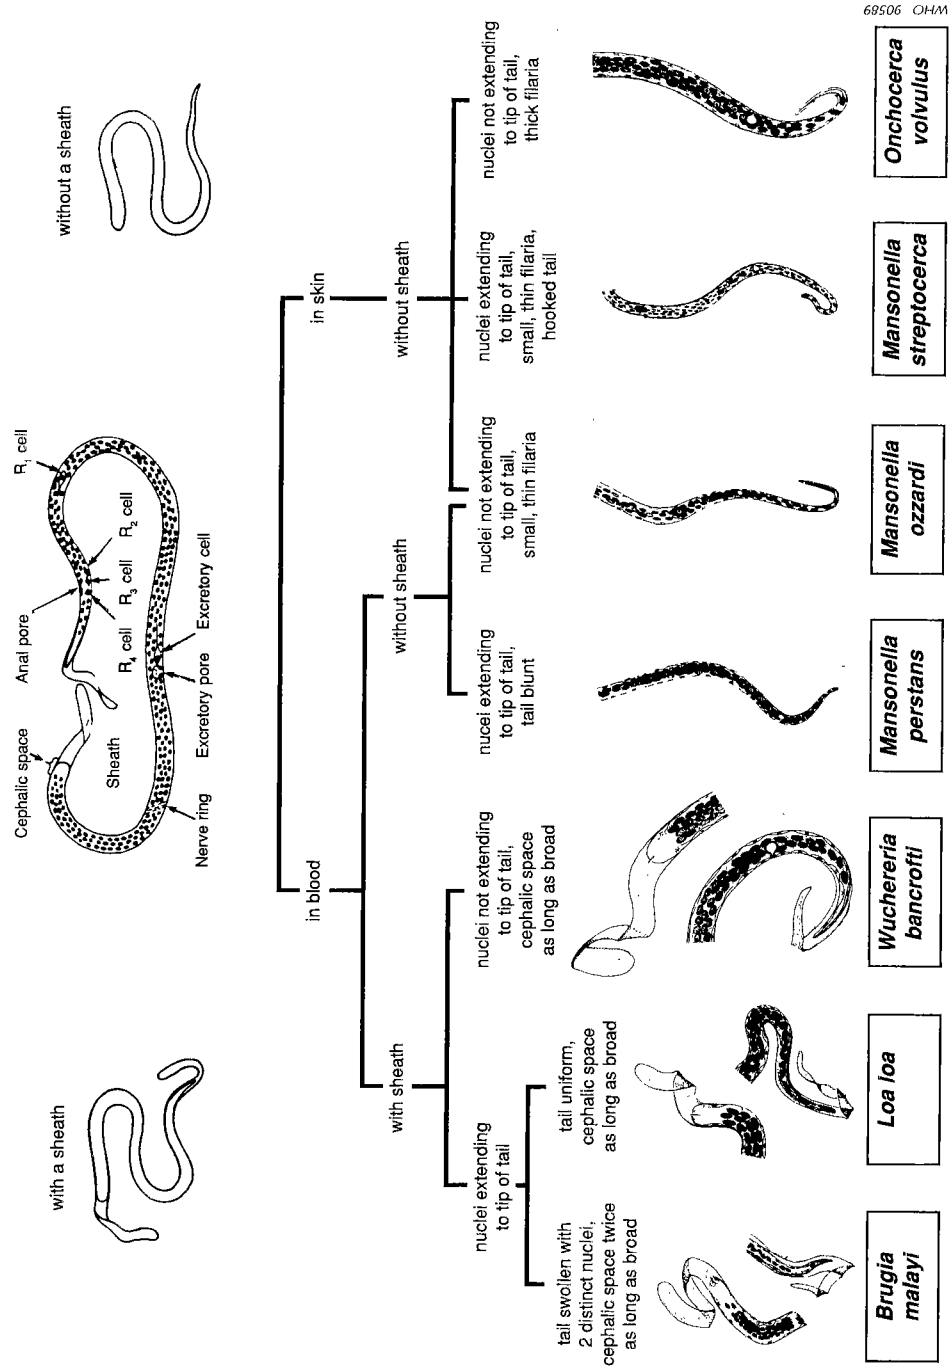 with a sheath
without a sheath
Cephalic space
Anal pore
R1 cell
Sheath
R4 cell
R3 cell
R2 cell
Nerve ring
Excretory pore
Excretory cell
in blood
in skin
with sheath
without sheath
without sheath
nuclei extending
to tip of tail
nuclei not extending
to tip of tail,
cephalic space
as long as broad
nucei extending
to tip of tail,
tail blunt
nuclei not extending
to tip of tail,
small, thin filaria
nuclei extending
to tip of tail,
small, thin filaria,
hooked tail
nuclei not extending
to tip of tail,
thick filaria
tail swollen with
2 distinct nuclei,
cephalic space twice
as long as broad
tail uniform,
cephalic space
as long as broad
Brugia
malayi
Loa loa
Wuchereria
bancrofti
Mansonella
perstans
Mansonella
ozzardi
Mansonella
streptocerca
Onchocerca
volvulus
WHO 90589